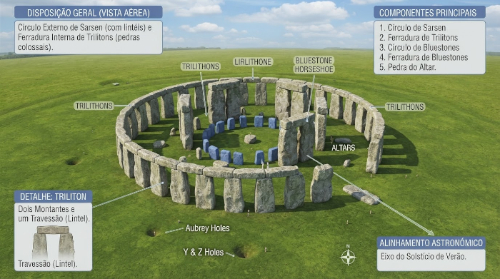 DISPOSIÇÃO GERAL (VISTA AÉREA)
Círculo Externo de Sarsen (com lintéis) e
Ferradura Interna de Trilitons (pedras
colossais).
COMPONENTES PRINCIPAIS
1. Círculo de Sarsen
2. Ferradura de Trilitons
3. Círculo de Bluestones
4. Ferradura de Bluestones
5. Pedra do Altar.
TRILITHONS
LIRLITHONE
BLUESTONE
HORSESHOE
TRILITHONS
TRILITHONS
ALTARS
DETALHE: TRILITON
Dois Montantes e
um Travessão (Lintel).
Travessão (Lintel).
Aubrey Holes
Y & Z Holes
ALINHAMENTO ASTRONÔMICO
Eixo do Solstício de Verão.